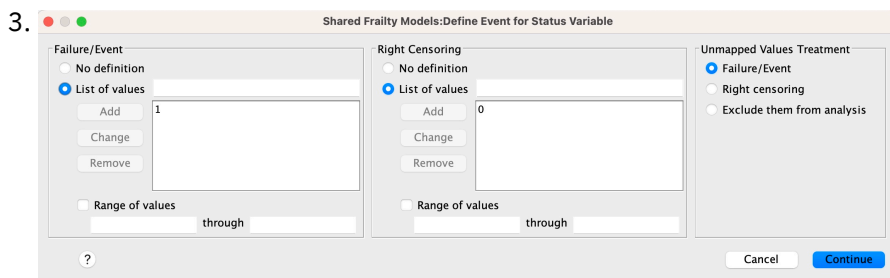 3.
Shared Frailty Models:Define Event for Status Variable
Failure/Event
No definition
List of values
Add
1
Change
Remove
Range of values
through
Right Censoring
No definition
List of values
Add
0
Change
Remove
Range of values
through
Unmapped Values Treatment
Failure/Event
Right censoring
Exclude them from analysis
?
Cancel
Continue